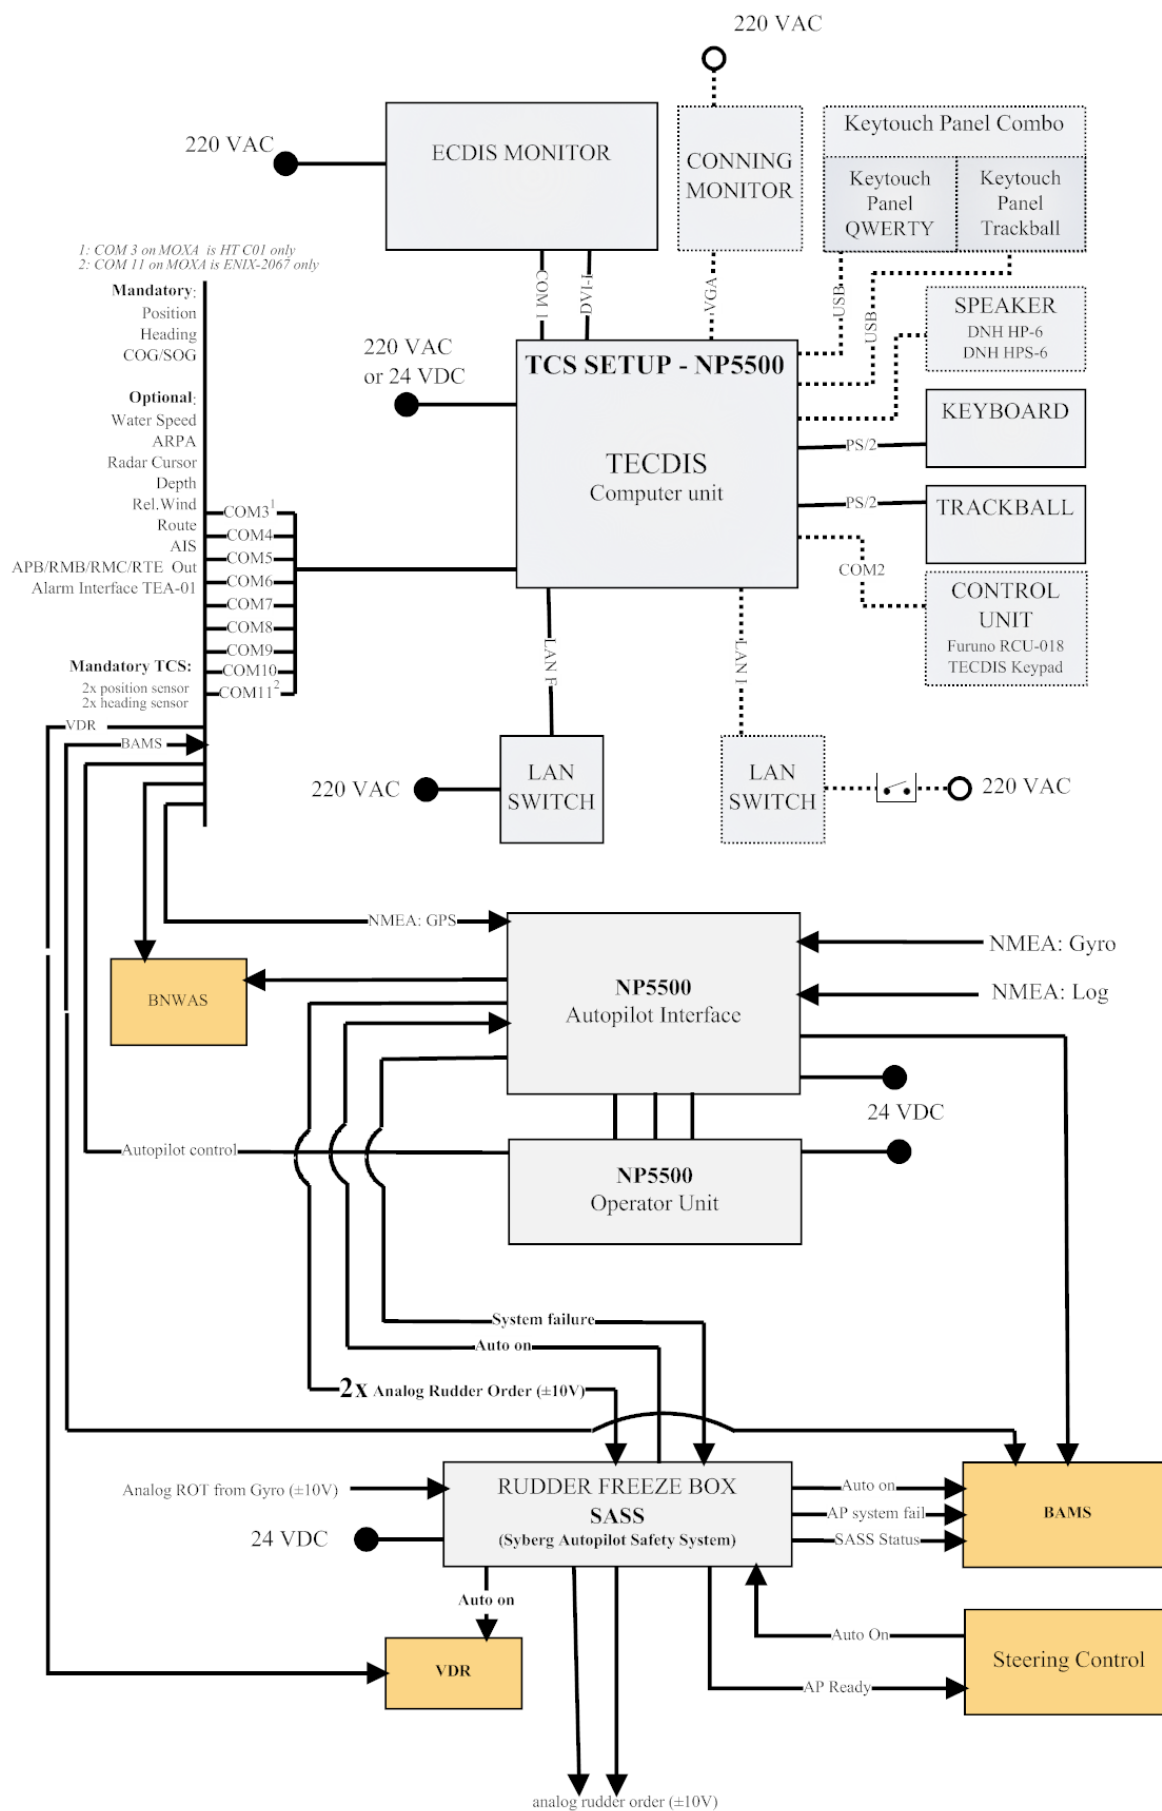 220 VAC
220 VAC
ECDIS MONITOR
CONNING
MONITOR
Keytouch Panel Combo
Keytouch
Panel
QWERTY
Keytouch
Panel
Trackball
1: COM 3 on MOXA is HT C01 only
2: COM 11 on MOXA is ENIX-2067 only
Mandatory:
Position
Heading
COG/SOG
Optional:
Water Speed
ARPA
Radar Cursor
Depth
Rel.Wind
Route
AIS
APB/RMB/RMC/RTE Out
Alarm Interface TEA-01
Mandatory TCS:
2x position sensor
2x heading sensor
COM 1
DVI-I
VGA
USB
USB
SPEAKER
DNH HP-6
DNH HPS-6
220 VAC
or 24 VDC
TCS SETUP - NP5500
TECDIS
Computer unit
KEYBOARD
PS/2
TRACKBALL
PS/2
COM2
CONTROL
UNIT
Furuno RCU-018
TECDIS Keypad
COM3¹
COM4
COM5
COM6
COM7
COM8
COM9
COM10
COM11²
VDR
BAMS
LAN F
LAN I
220 VAC
LAN
SWITCH
LAN
SWITCH
220 VAC
NMEA: GPS
BNWAS
NP5500
Autopilot Interface
NMEA: Gyro
NMEA: Log
24 VDC
Autopilot control
NP5500
Operator Unit
System failure
Auto on
2x Analog Rudder Order (±10V)
Analog ROT from Gyro (±10V)
24 VDC
RUDDER FREEZE BOX
SASS
(Syberg Autopilot Safety System)
Auto on
AP system fail
SASS Status
BAMS
Auto on
VDR
Auto On
AP Ready
Steering Control
analog rudder order (±10V)